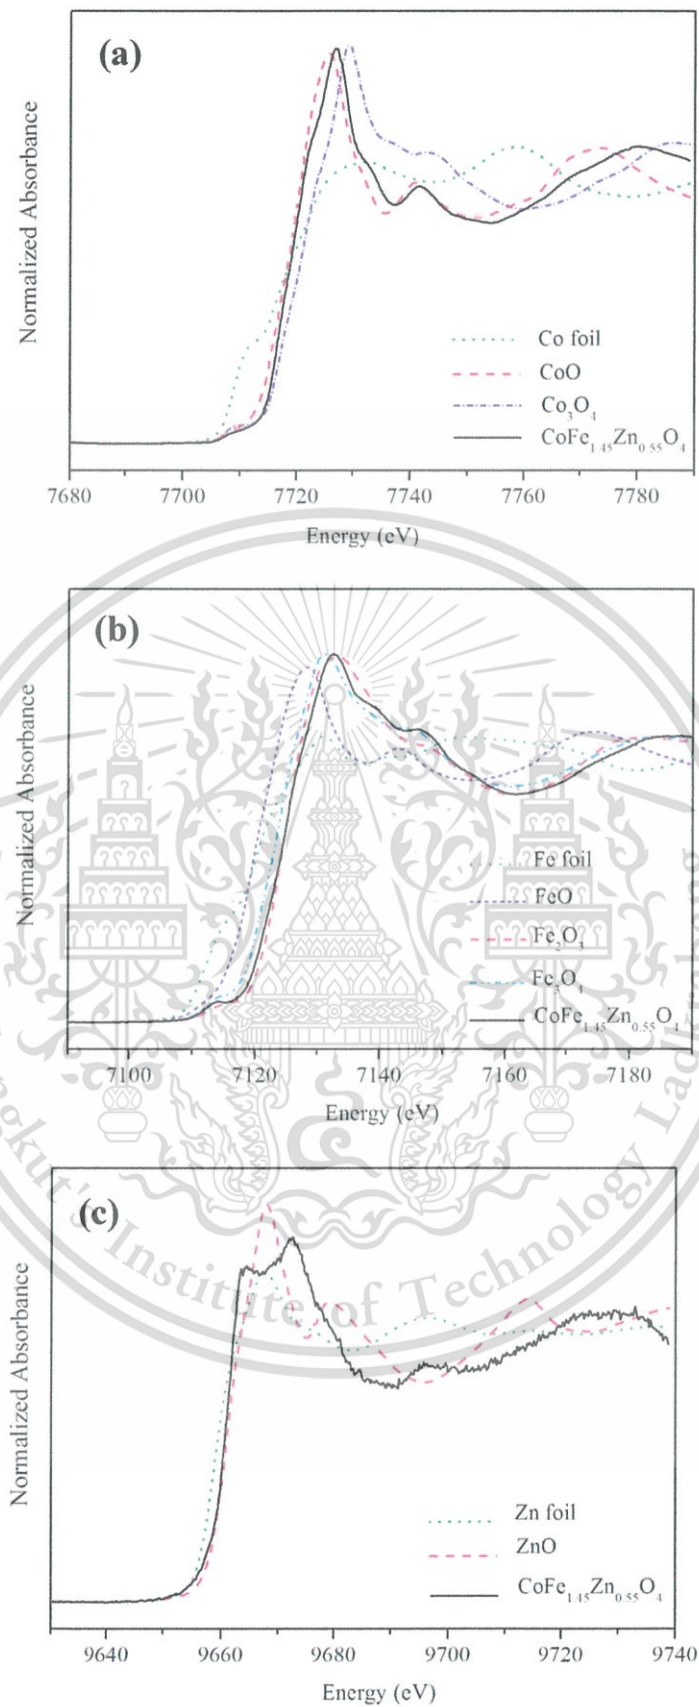 (a)
Normalized Absorbance
Co foil
CoO
Co₃O₄
CoFe₁.₄₅Zn₀.₅₅O₄
7680 7700 7720 7740 7760 7780
Energy (eV)
(b)
Normalized Absorbance
Fe foil
FeO
Fe₂O₃
Fe₃O₄
CoFe₁.₄₅Zn₀.₅₅O₄
7100 7120 7140 7160 7180
Energy (eV)
(c)
Normalized Absorbance
Zn foil
ZnO
CoFe₁.₄₅Zn₀.₅₅O₄
9640 9660 9680 9700 9720 9740
Energy (eV)
gkut's Institute of Technology Lad